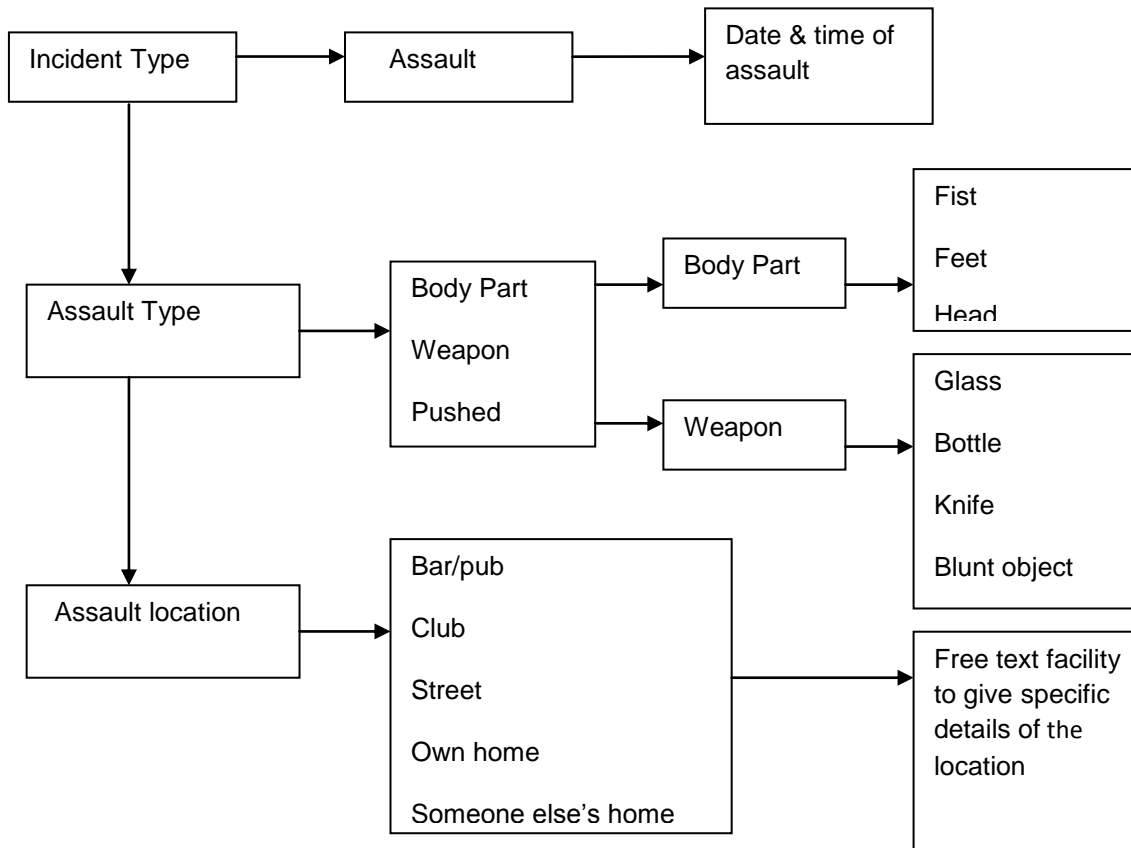 Incident Type
Assault
Date & time of
assault
Assault Type
Body Part
Weapon
Pushed
Body Part
Fist
Feet
Head
Weapon
Glass
Bottle
Knife
Blunt object
Assault location
Bar/pub
Club
Street
Own home
Someone else’s home
Free text facility
to give specific
details of the
location